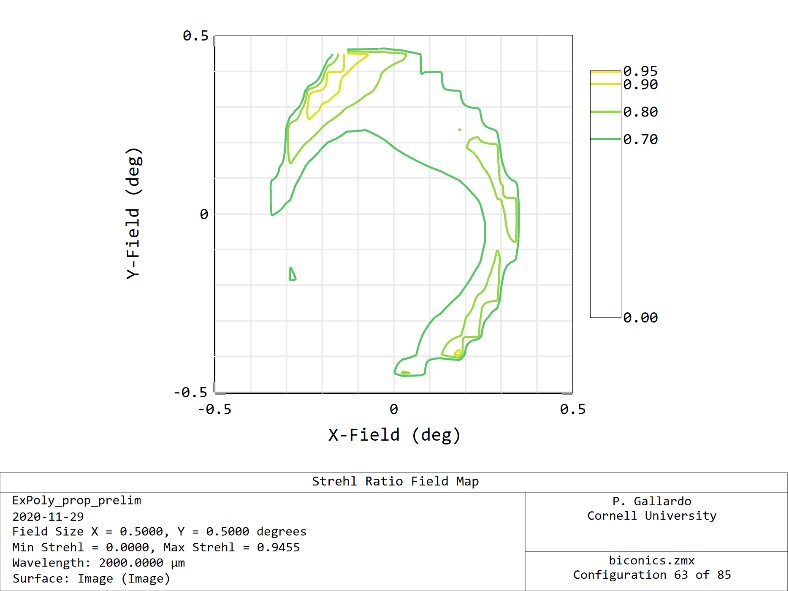 0.5
0
-0.5
Y-Field (deg)
-0.5
0
0.5
X-Field (deg)
0.95
0.90
0.80
0.70
0.00
Strehl Ratio Field Map
ExPoly_prop_prelim
2020-11-29
Field Size X = 0.5000, Y = 0.5000 degrees
Min Strehl = 0.0000, Max Strehl = 0.9455
Wavelength: 2000.0000 µm
Surface: Image (Image)
P. Gallardo
Cornell University
biconics.zmx
Configuration 63 of 85